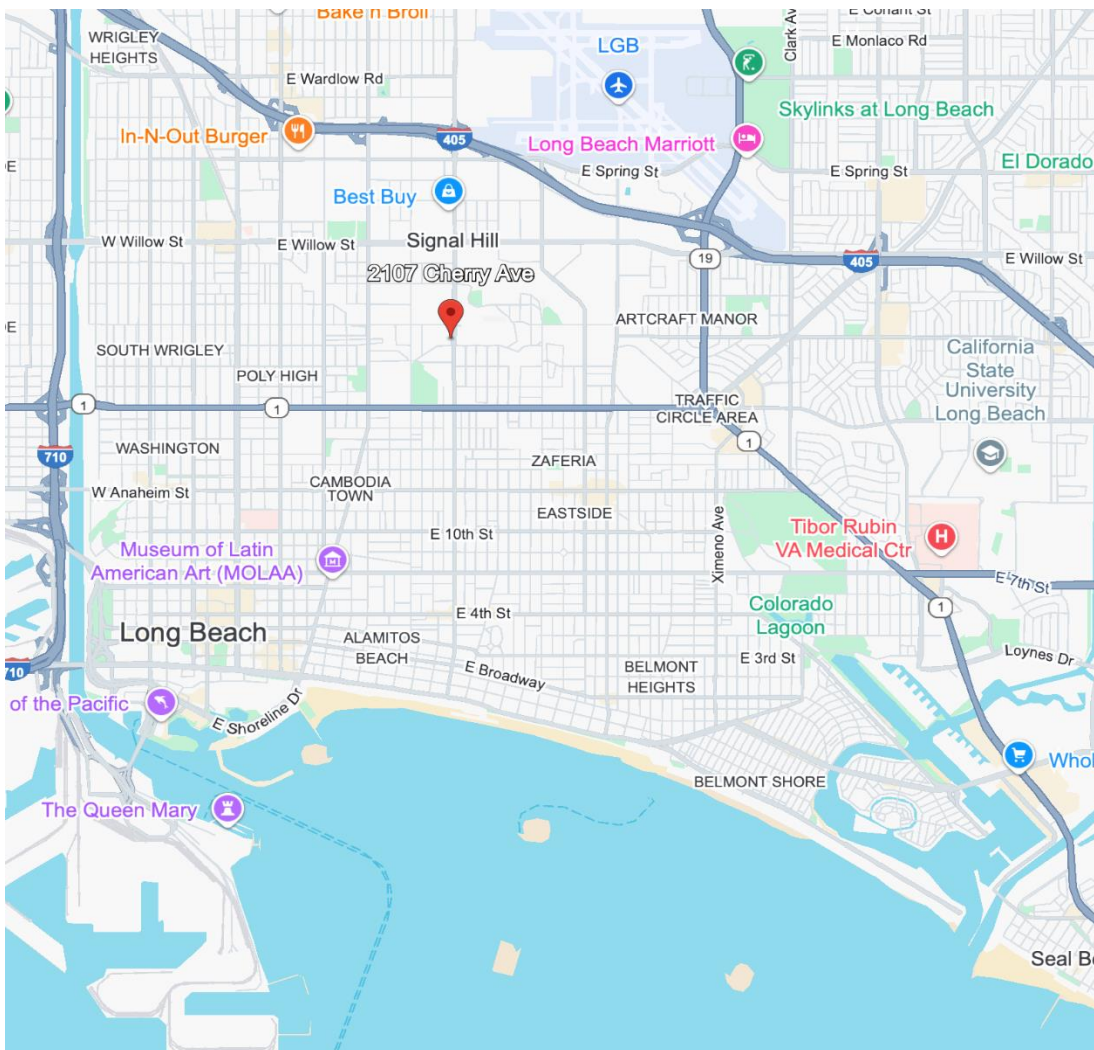 Bake n Broil
E Conant St
WRIGLEY
HEIGHTS
Clark Av
E Monlaco Rd
LGB
E Wardlow Rd
Skylinks at Long Beach
In-N-Out Burger
405
Long Beach Marriott
E Spring St
E Spring St
El Dorado
DE
Best Buy
W Willow St
E Willow St
Signal Hill
19
405
E Willow St
2107 Cherry Ave
ARTCRAFT MANOR
DE
SOUTH WRIGLEY
California
State
University
Long Beach
POLY HIGH
1
1
TRAFFIC
CIRCLE AREA
1
WASHINGTON
710
ZAFERIA
CAMBODIA
TOWN
W Anaheim St
EASTSIDE
Ximeno Ave
E 10th St
Tibor Rubin
VA Medical Ctr
H
Museum of Latin
American Art (MOLAA)
E 7th St
E 4th St
Colorado
Lagoon
1
Long Beach
ALAMITOS
BEACH
E 3rd St
Loynes Dr
710
E Broadway
BELMONT
HEIGHTS
of the Pacific
E Shoreline Dr
Whol
BELMONT SHORE
The Queen Mary
Seal Be